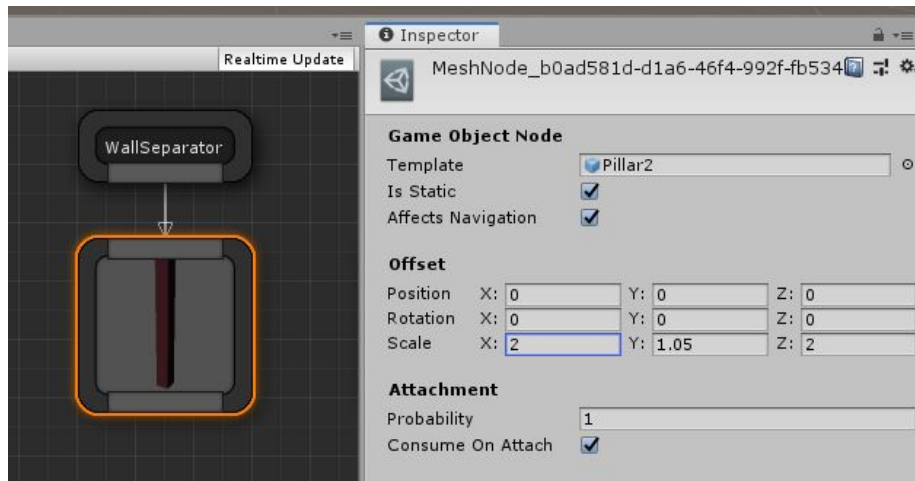 Inspector
Realtime Update
MeshNode_b0ad581d-d1a6-46f4-992f-fb534
WallSeparator
Game Object Node
Template Pillar2
Is Static
Affects Navigation
Offset
Position X: 0 Y: 0 Z: 0
Rotation X: 0 Y: 0 Z: 0
Scale X: 2 Y: 1.05 Z: 2
Attachment
Probability 1
Consume On Attach